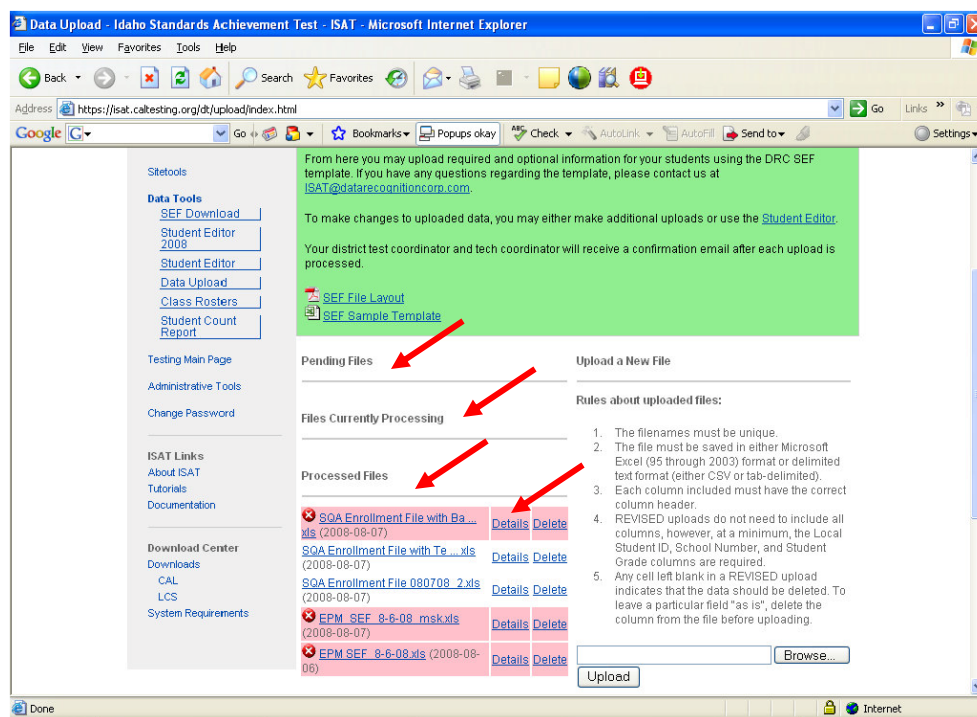 Data Upload - Idaho Standards Achievement Test - ISAT - Microsoft Internet Explorer
File Edit View Favorites Tools Help
Back Search Favorites
Address https://isat.caltesting.org/dt/upload/index.html Go Links »
Google G Go Bookmarks Popups okay ABC Check AutoLink AutoFill Send to Settings
Sitetools
Data Tools
SEF Download
Student Editor
2008
Student Editor
Data Upload
Class Rosters
Student Count
Report
Testing Main Page
Administrative Tools
Change Password
ISAT Links
About ISAT
Tutorials
Documentation
Download Center
Downloads
CAL
LCS
System Requirements
From here you may upload required and optional information for your students using the DRC SEF
template. If you have any questions regarding the template, please contact us at
ISAT@datarecognitioncorp.com.
To make changes to uploaded data, you may either make additional uploads or use the Student Editor.
Your district test coordinator and tech coordinator will receive a confirmation email after each upload is
processed.
SEF File Layout
SEF Sample Template
Pending Files
Files Currently Processing
Processed Files
SQA Enrollment File with Ba ... Details Delete
xls (2008-08-07)
SQA Enrollment File with Te ... xls Details Delete
(2008-08-07)
SQA Enrollment File 080708_2.xls Details Delete
(2008-08-07)
EPM_SEF_8-6-08_msk.xls Details Delete
(2008-08-07)
EPM SEF_8-6-08.xls (2008-08- Details Delete
06)
Upload a New File
Rules about uploaded files:
1. The filenames must be unique.
2. The file must be saved in either Microsoft
Excel (95 through 2003) format or delimited
text format (either CSV or tab-delimited).
3. Each column included must have the correct
column header.
4. REVISED uploads do not need to include all
columns, however, at a minimum, the Local
Student ID, School Number, and Student
Grade columns are required.
5. Any cell left blank in a REVISED upload
indicates that the data should be deleted. To
leave a particular field "as is", delete the
column from the file before uploading.
Browse...
Upload
Done Internet